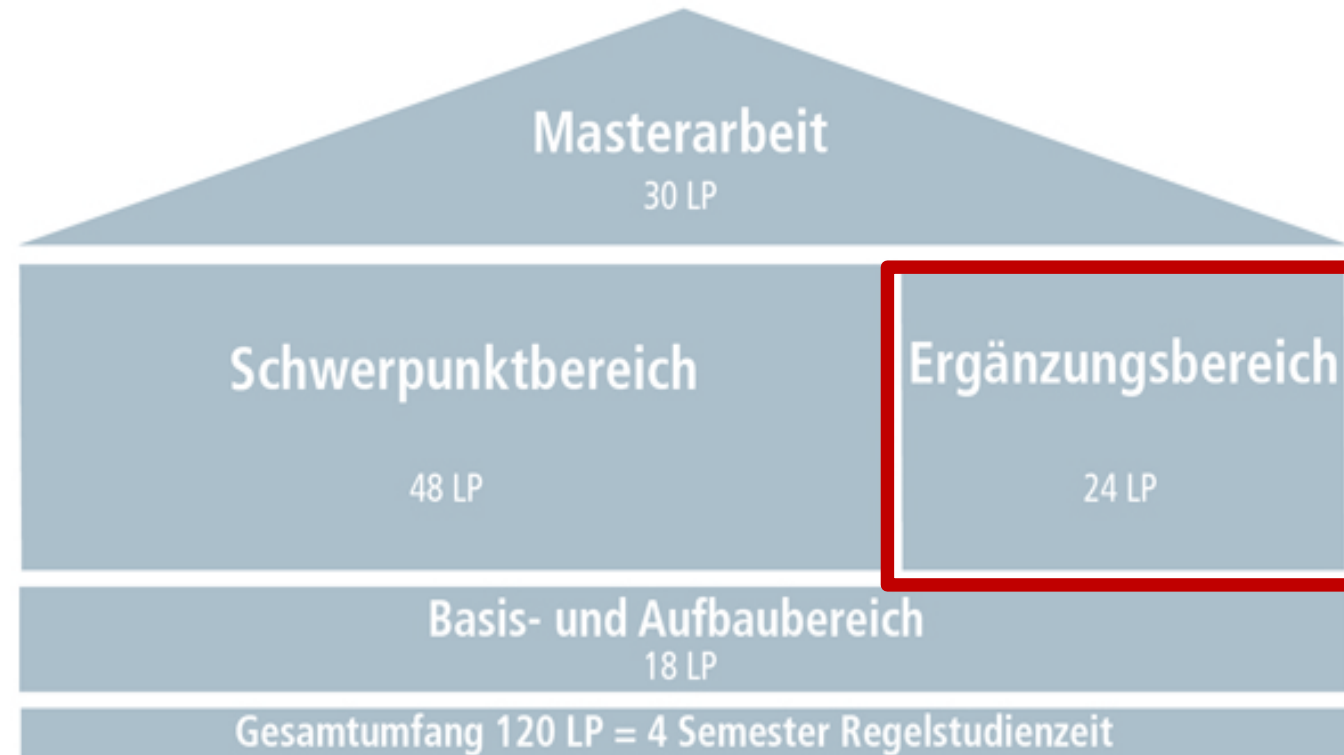 Masterarbeit
30 LP
Schwerpunktbereich
48 LP
Ergänzungsbereich
24 LP
Basis- und Aufbaubereich
18 LP
Gesamtumfang 120 LP = 4 Semester Regelstudienzeit